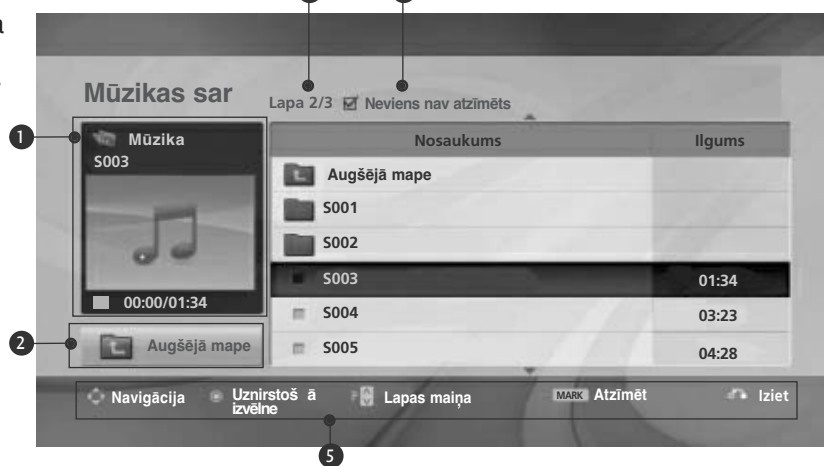 Mūzikas sar
Lapa 2/3 Neviens nav atzīmēts
1
Mūzika
S003
00:00/01:34
2
Augšējā mape
Nosaukums Ilgums
Augšējā mape
S001
S002
S003 01:34
S004 03:23
S005 04:28
Navigācija
Uznirstoš ā
izvēlne
P Lapas maiņa
MARK Atzīmēt
Iziet
5